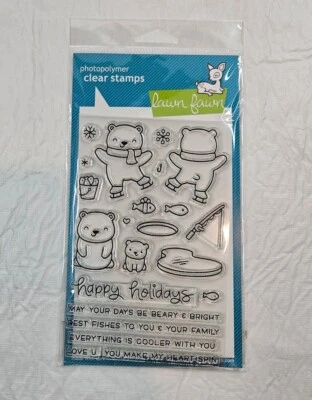 photopolymer
clear stamps
lawn fawn
happy holidays
MAY YOUR DAYS BE BEARY & BRIGHT
BEST FISHES TO YOU & YOUR FAMILY
EVERYTHING IS COOLER WITH YOU
LOVE U YOU MAKE MY HEART SPIN